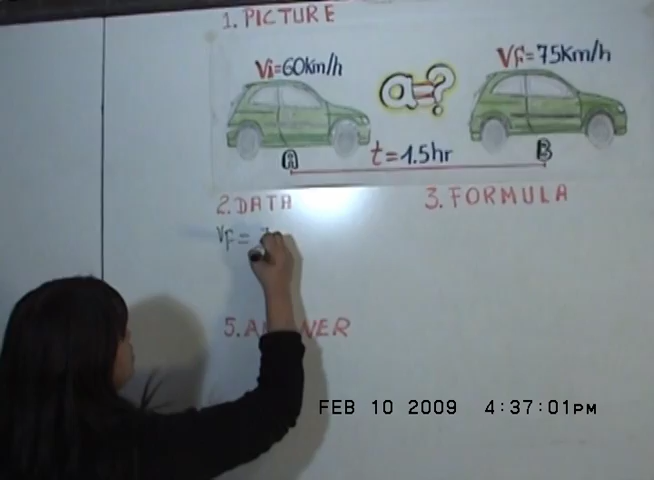 1. PICTURE
Vi=60Km/h
a=?
VF=75Km/h
t=1.5hr
A
B
2. DATA
3. FORMULA
VF=
5.
FEB 10 2009 4:37:01PM